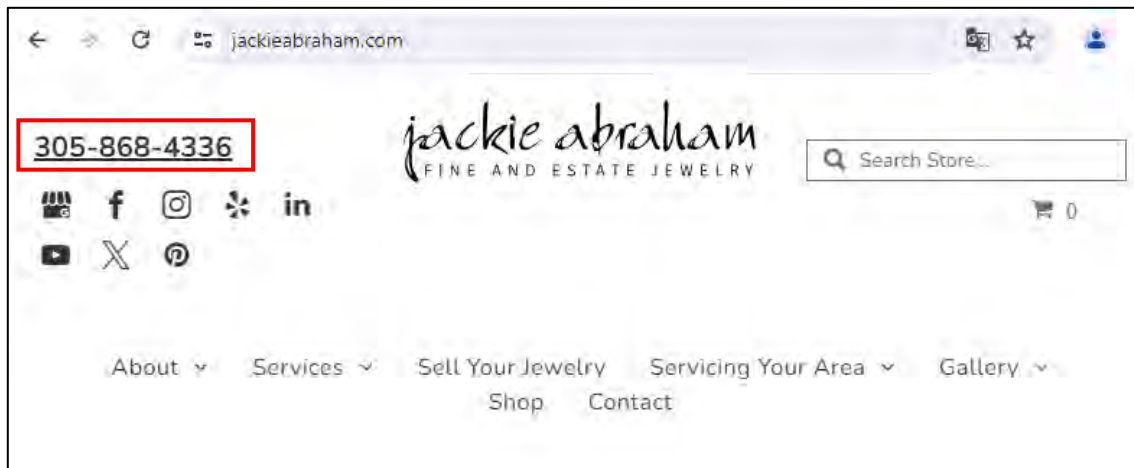 jackieabraham.com
305-868-4336
jackie abraham
FINE AND ESTATE JEWELRY
Search Store...
0
About Services Sell Your Jewelry Servicing Your Area Gallery
Shop Contact